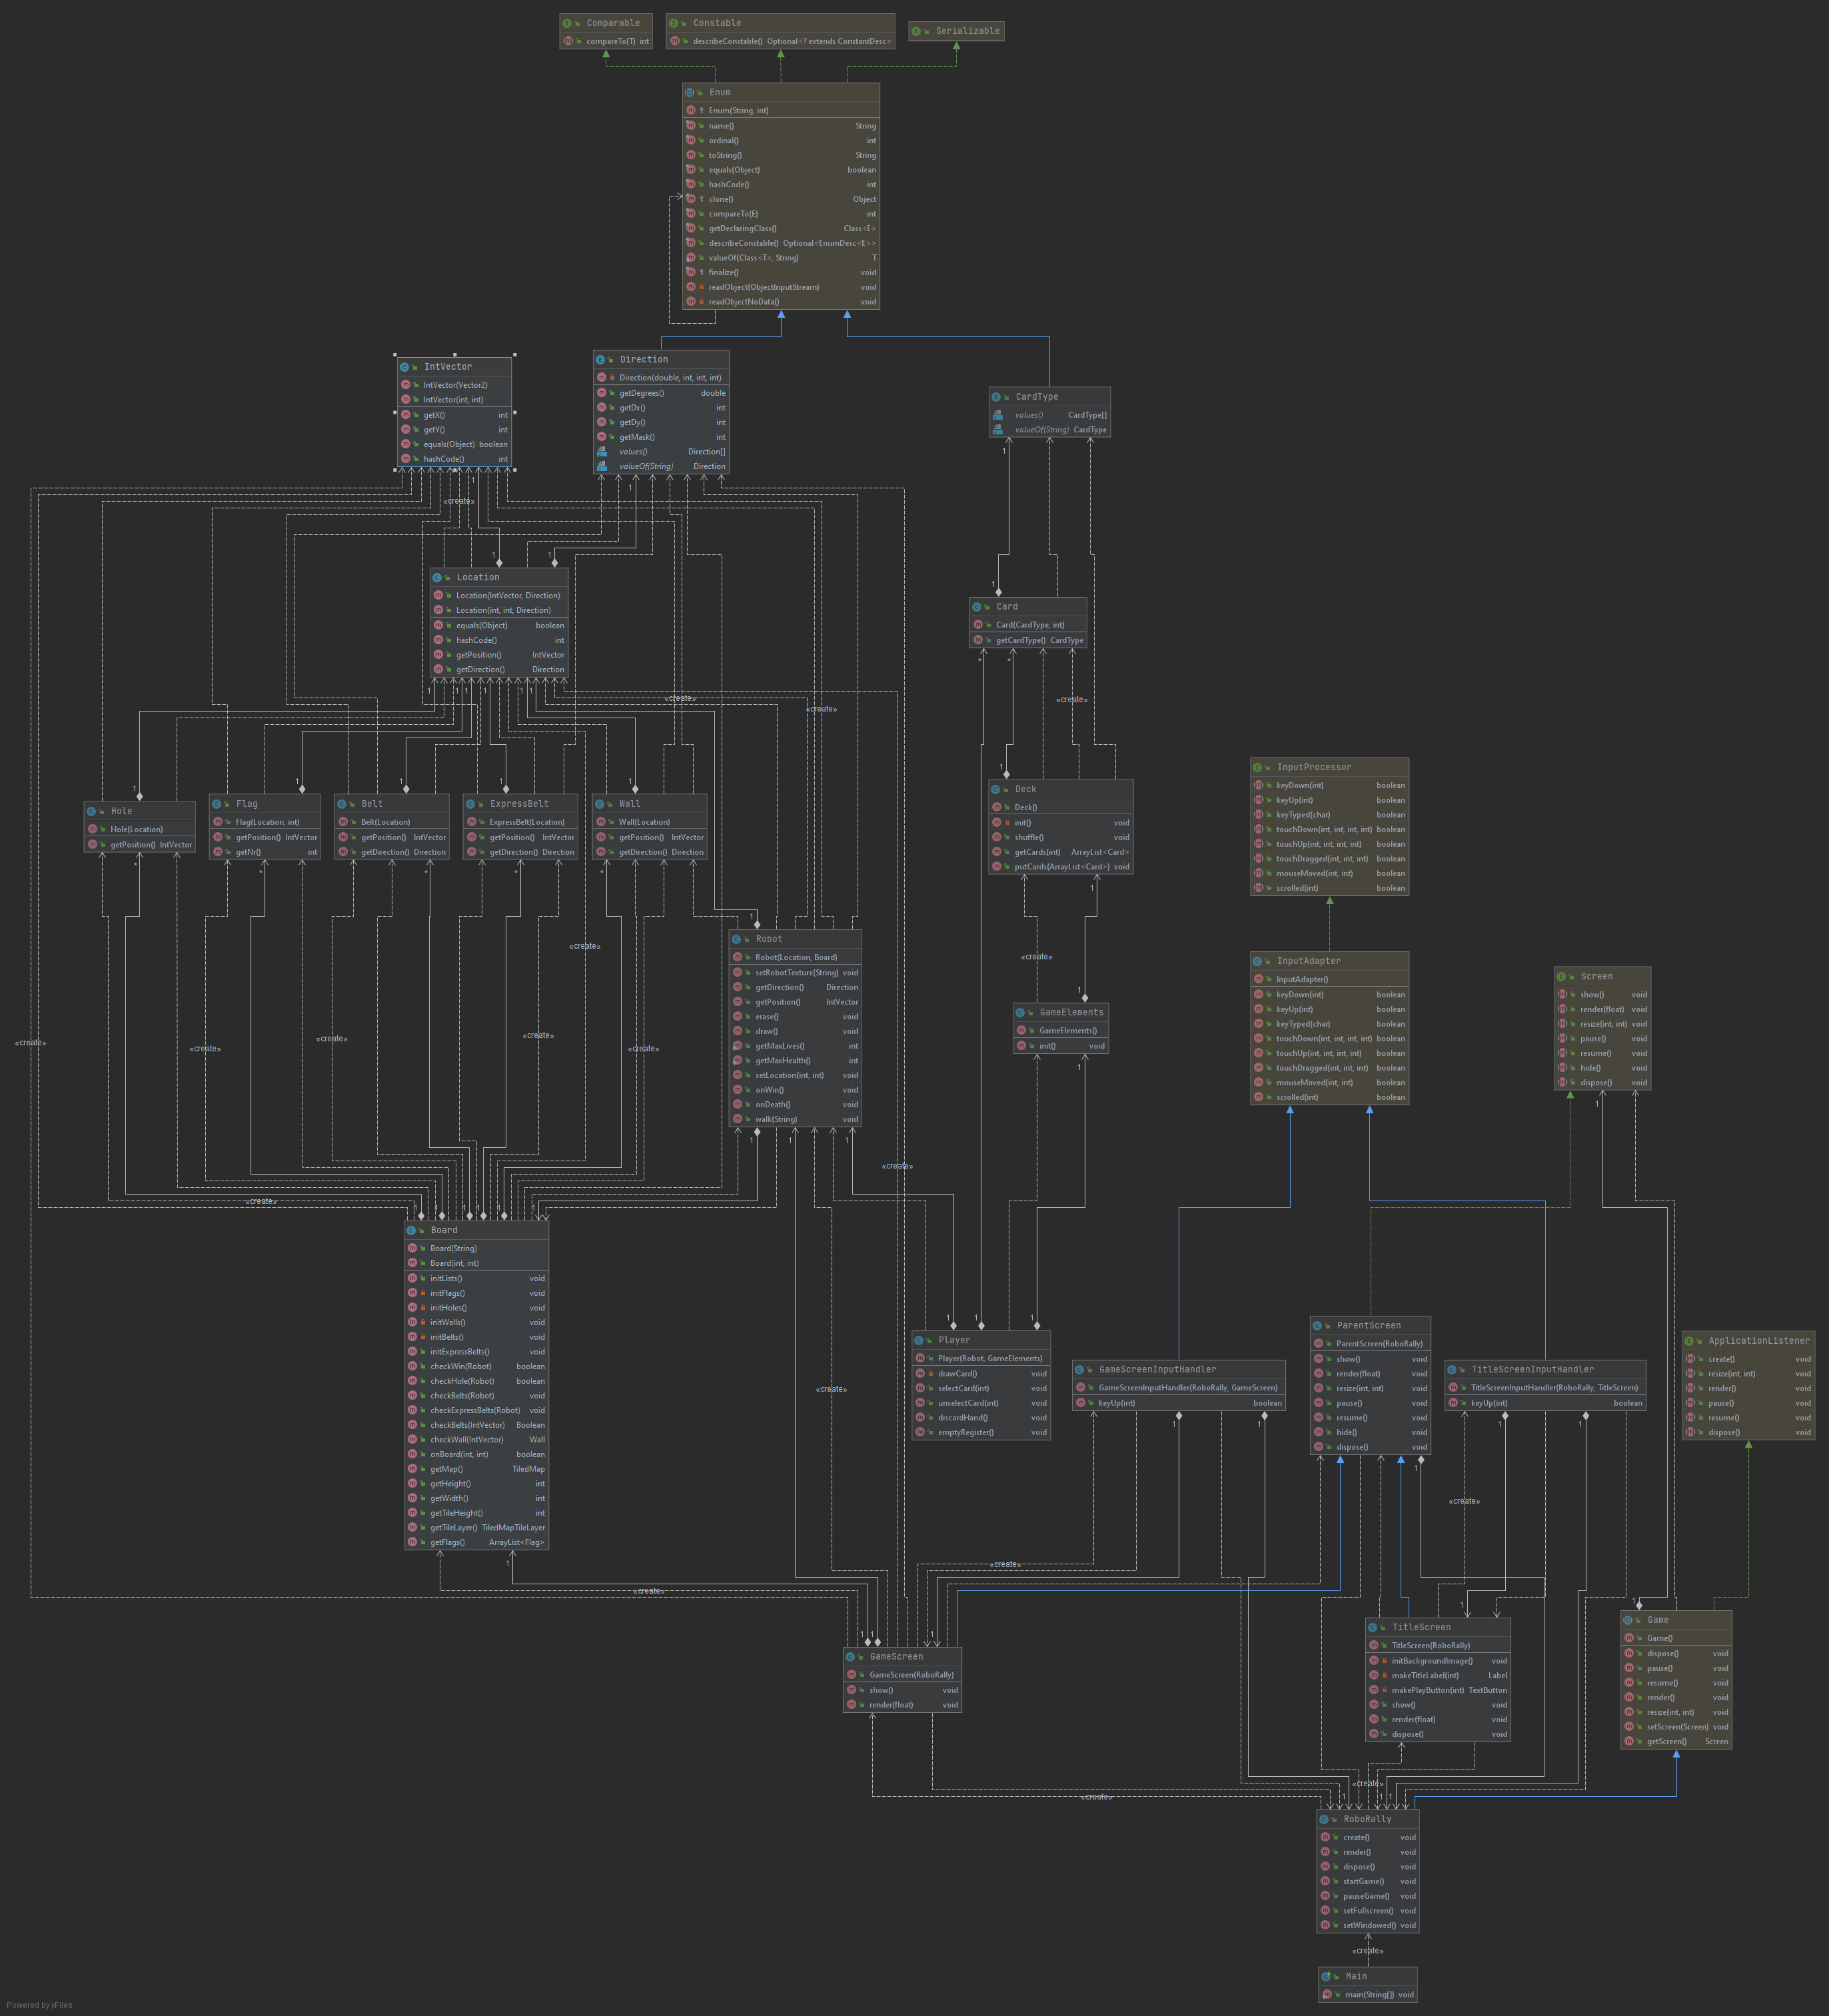 Comparable
compareTo(T) int
Constable
describeConstable() Optional<? extends ConstantDesc>
Serializable
Enum
Enum(String, int)
name() String
ordinal() int
toString() String
equals(Object) boolean
hashCode() int
clone() Object
compareTo(E) int
getDeclaringClass() Class<E>
describeConstable() Optional<EnumDesc<E>>
valueOf(Class<T>, String) T
finalize() void
readObject(ObjectInputStream) void
readObjectNoData() void
IntVector
IntVector(Vector2)
IntVector(int, int)
getX() int
getY() int
equals(Object) boolean
hashCode() int
Direction
Direction(double, int, int, int)
getDegrees() double
getDx() int
getDy() int
getMask() int
values() Direction[]
valueOf(String) Direction
CardType
values() CardType[]
valueOf(String) CardType
«create»
Location
Location(IntVector, Direction)
Location(int, int, Direction)
equals(Object) boolean
hashCode() int
getPosition() IntVector
getDirection() Direction
Card
Card(CardType, int)
getCardType() CardType
«create»
«create»
«create»
Hole
Hole(Location)
getPosition() IntVector
Flag
Flag(Location, int)
getPosition() IntVector
getNr() int
Belt
Belt(Location)
getPosition() IntVector
getDirection() Direction
ExpressBelt
ExpressBelt(Location)
getPosition() IntVector
getDirection() Direction
Wall
Wall(Location)
getPosition() IntVector
getDirection() Direction
Deck
Deck()
init() void
shuffle() void
getCards(int) ArrayList<Card>
putCards(ArrayList<Card>) void
InputProcessor
keyDown(int) boolean
keyUp(int) boolean
keyTyped(char) boolean
touchDown(int, int, int, int) boolean
touchUp(int, int, int, int) boolean
touchDragged(int, int, int) boolean
mouseMoved(int, int) boolean
scrolled(int) boolean
Robot
Robot(Location, Board)
setRobotTexture(String) void
getDirection() Direction
getPosition() IntVector
erase() void
draw() void
getMaxLives() int
getMaxHealth() int
setLocation(int, int) void
onWin() void
onDeath() void
walk(String) void
«create»
«create»
GameElements
GameElements()
init() void
InputAdapter
InputAdapter()
keyDown(int) boolean
keyUp(int) boolean
keyTyped(char) boolean
touchDown(int, int, int, int) boolean
touchUp(int, int, int, int) boolean
touchDragged(int, int, int) boolean
mouseMoved(int, int) boolean
scrolled(int) boolean
Screen
show() void
render(float) void
resize(int, int) void
pause() void
resume() void
hide() void
dispose() void
«create»
«create»
«create»
«create»
«create»
«create»
«create»
Board
Board(String)
Board(int, int)
initLists() void
initFlags() void
initHoles() void
initWalls() void
initBelts() void
initExpressBelts() void
checkWin(Robot) boolean
checkHole(Robot) boolean
checkBelts(Robot) void
checkExpressBelts(Robot) void
checkBelts(IntVector) Boolean
checkWall(IntVector) Wall
onBoard(int, int) boolean
getMap() TiledMap
getHeight() int
getWidth() int
getTileHeight() int
getTileLayer() TiledMapTileLayer
getFlags() ArrayList<Flag>
«create»
Player
Player(Robot, GameElements)
drawCard() void
selectCard(int) void
unselectCard(int) void
discardHand() void
emptyRegister() void
GameScreenInputHandler
GameScreenInputHandler(RoboRally, GameScreen)
keyUp(int) boolean
ParentScreen
ParentScreen(RoboRally)
show() void
render(float) void
resize(int, int) void
pause() void
resume() void
hide() void
dispose() void
TitleScreenInputHandler
TitleScreenInputHandler(RoboRally, TitleScreen)
keyUp(int) boolean
ApplicationListener
create() void
resize(int, int) void
render() void
pause() void
resume() void
dispose() void
«create»
«create»
«create»
GameScreen
GameScreen(RoboRally)
show() void
render(float) void
TitleScreen
TitleScreen(RoboRally)
initBackgroundImage() void
makeTitleLabel(int) Label
makePlayButton(int) TextButton
show() void
render(float) void
dispose() void
Game
Game()
dispose() void
pause() void
resume() void
render() void
resize(int, int) void
setScreen(Screen) void
getScreen() Screen
«create»
«create»
RoboRally
create() void
render() void
dispose() void
startGame() void
pauseGame() void
setFullscreen() void
setWindowed() void
«create»
Main
main(String[]) void
Powered by yFiles